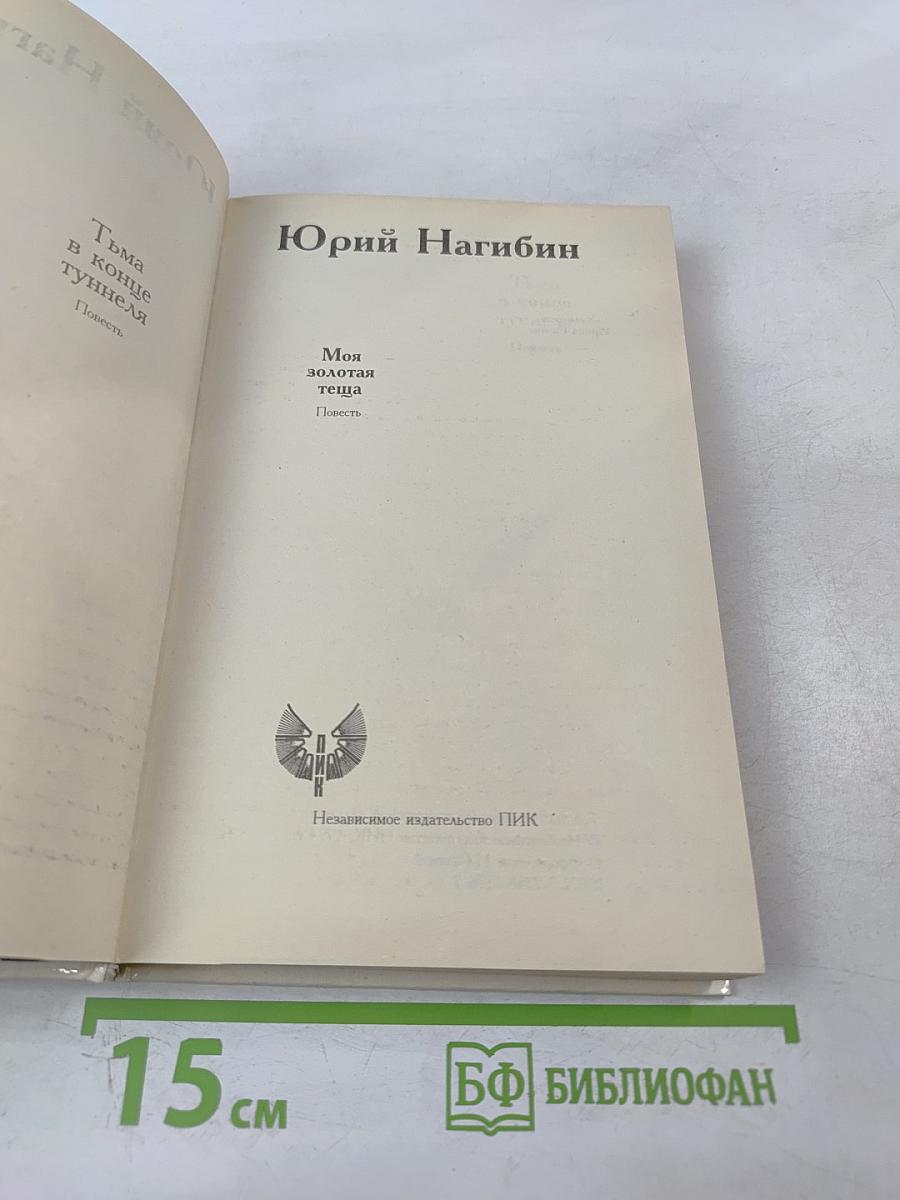 Тьма
в конце
туннеля
Повесть
Юрий Нагибин
Моя
золотая
теща
Повесть
ПИК
Независимое издательство ПИК
15 см
БФ БИБЛИОФАН